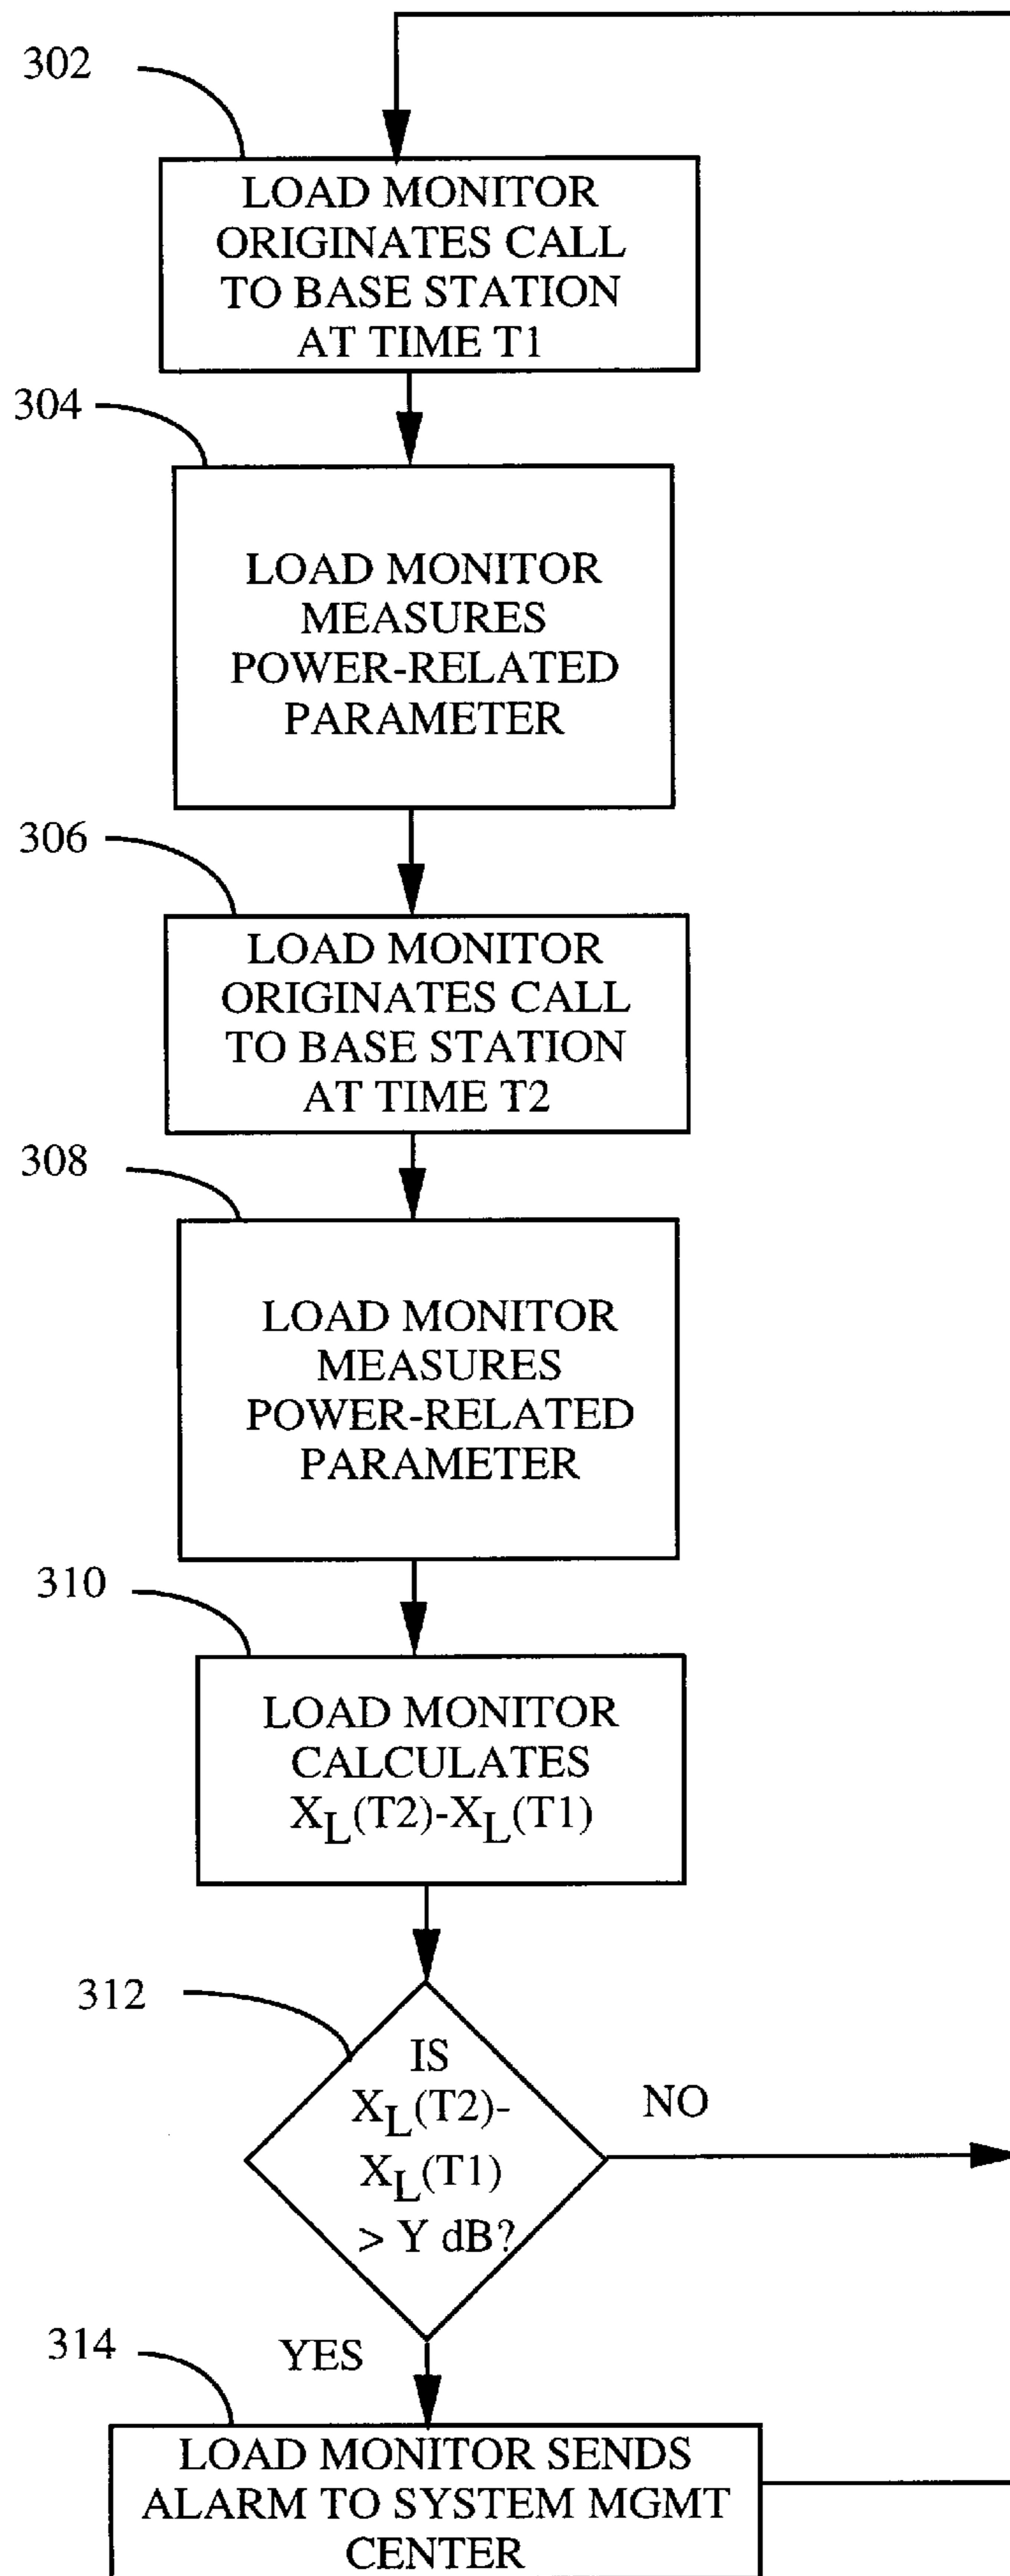 302
LOAD MONITOR
ORIGINATES CALL
TO BASE STATION
AT TIME T1
304
LOAD MONITOR
MEASURES
POWER-RELATED
PARAMETER
306
LOAD MONITOR
ORIGINATES CALL
TO BASE STATION
AT TIME T2
308
LOAD MONITOR
MEASURES
POWER-RELATED
PARAMETER
310
LOAD MONITOR
CALCULATES
XL(T2)-XL(T1)
312
IS
XL(T2)-
XL(T1)
> Y dB?
NO
YES
314
LOAD MONITOR SENDS
ALARM TO SYSTEM MGMT
CENTER